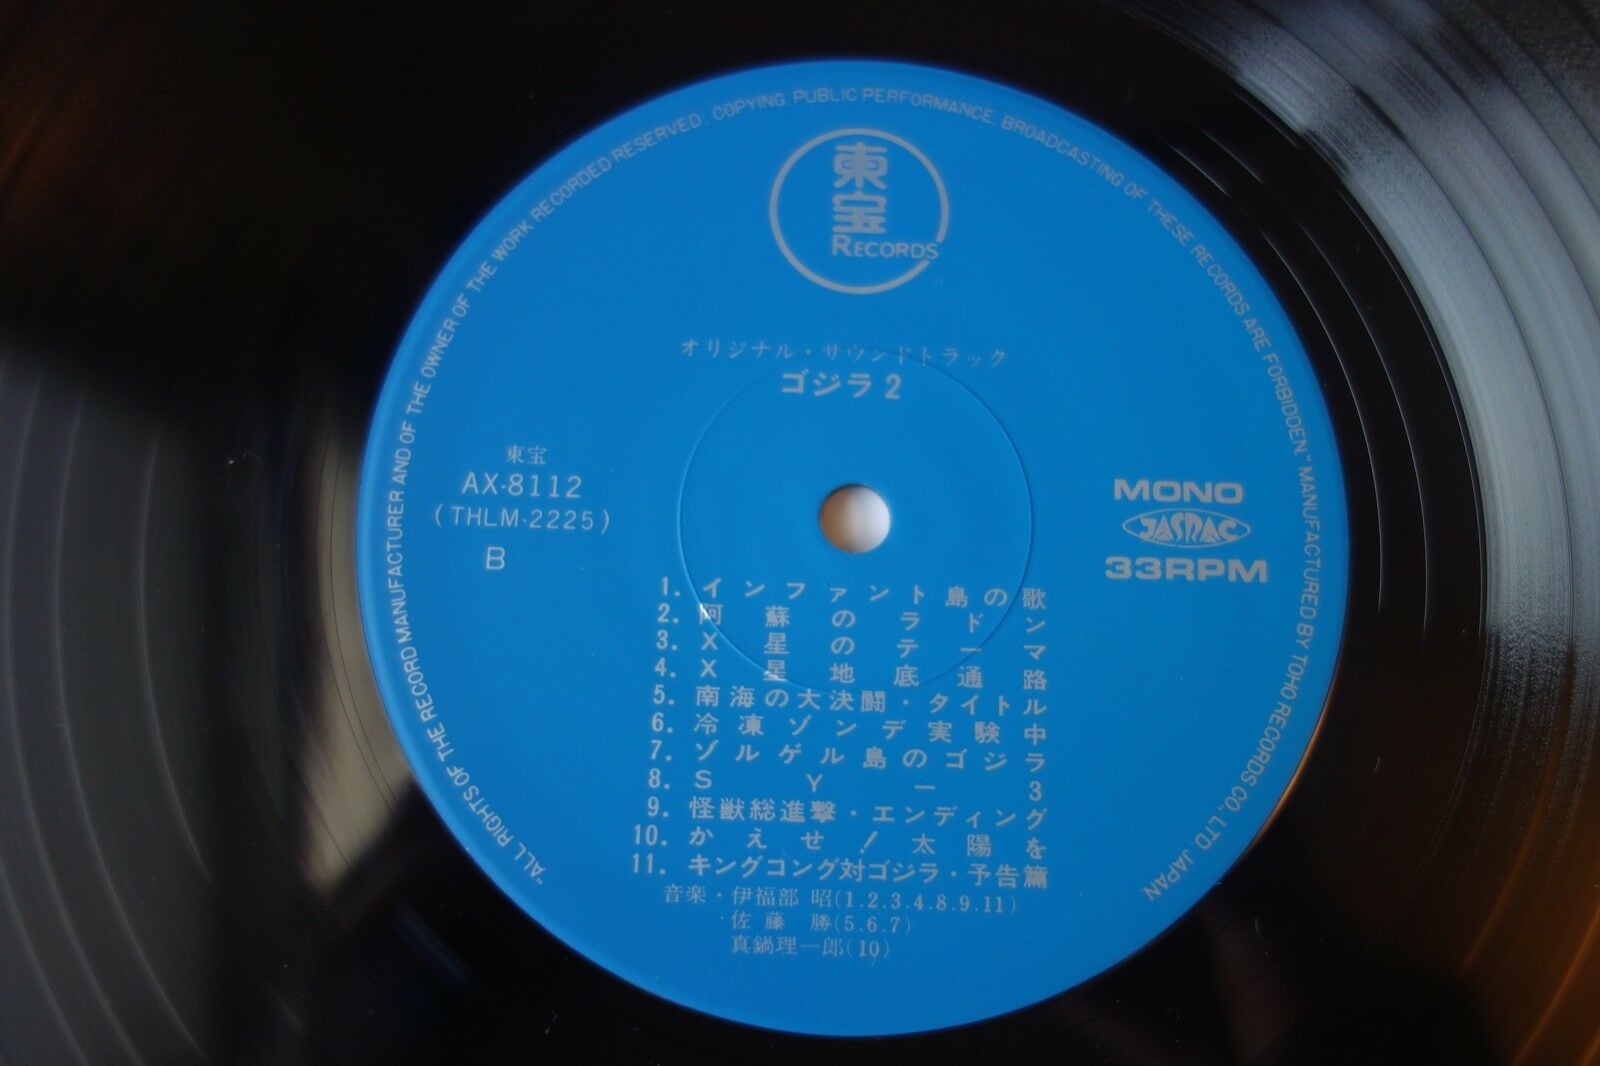 "ALL RIGHTS OF THE RECORD MANUFACTURER AND OF THE OWNER OF THE WORK RECORDED RESERVED: COPYING. PUBLIC PERFORMANCE. BROADCASTING OF THESE RECORDS ARE FORBIDDEN." MANUFACTURED BY TOHO RECORDS CO., LTD. JAPAN.
東宝
RECORDS
オリジナル・サウンドトラック
ゴジラ2
東宝
AX-8112
(THLM-2225)
B
MONO
JASRAC
33RPM
1. インファント島の歌
2. 阿蘇のラドン
3. X星のテーマ
4. X星地底通路
5. 南海の大決闘・タイトル
6. 冷凍ゾンデ実験中
7. ゾルゲル島のゴジラ
8. SY-3
9. 怪獣総進撃・エンディング
10. かえせ!太陽を
11. キングコング対ゴジラ・予告篇
音楽・伊福部 昭(1.2.3.4.8.9.11)
佐藤 勝(5.6.7)
真鍋理一郎(10)